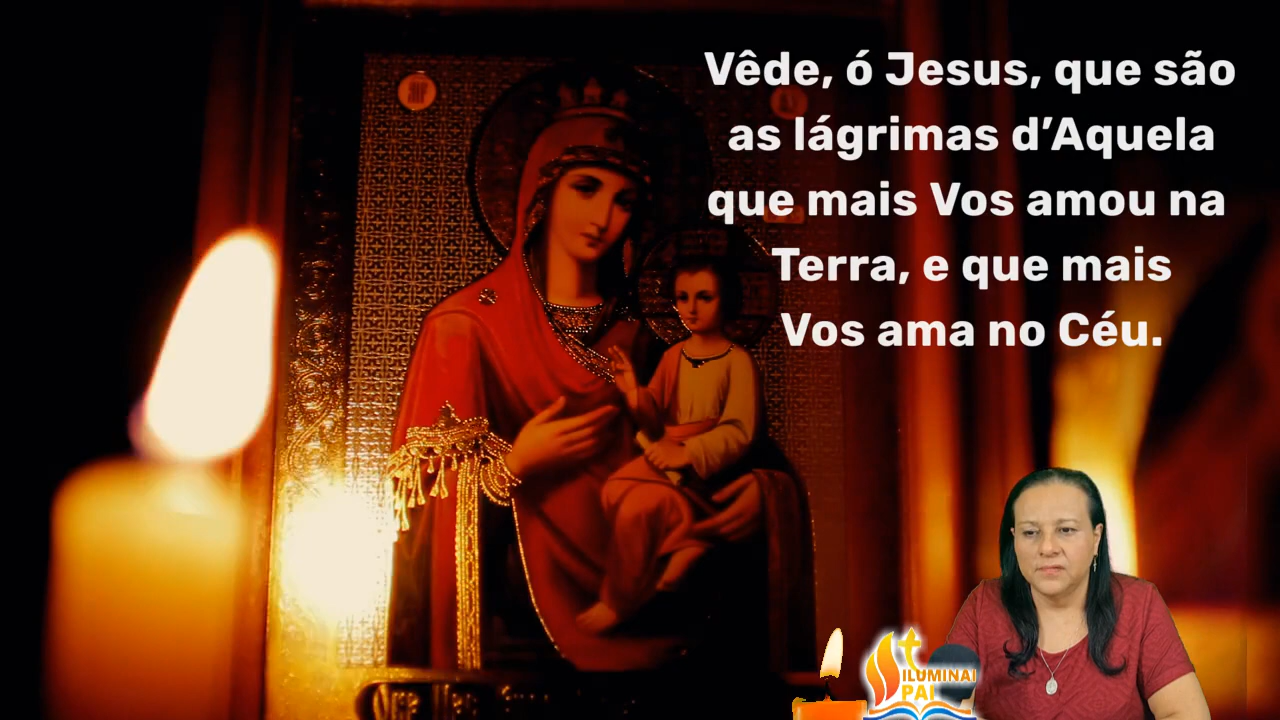 Vêde, ó Jesus, que são
as lágrimas d’Aquela
que mais Vos amou na
Terra, e que mais
Vos ama no Céu.
ILUMINAI
PAI